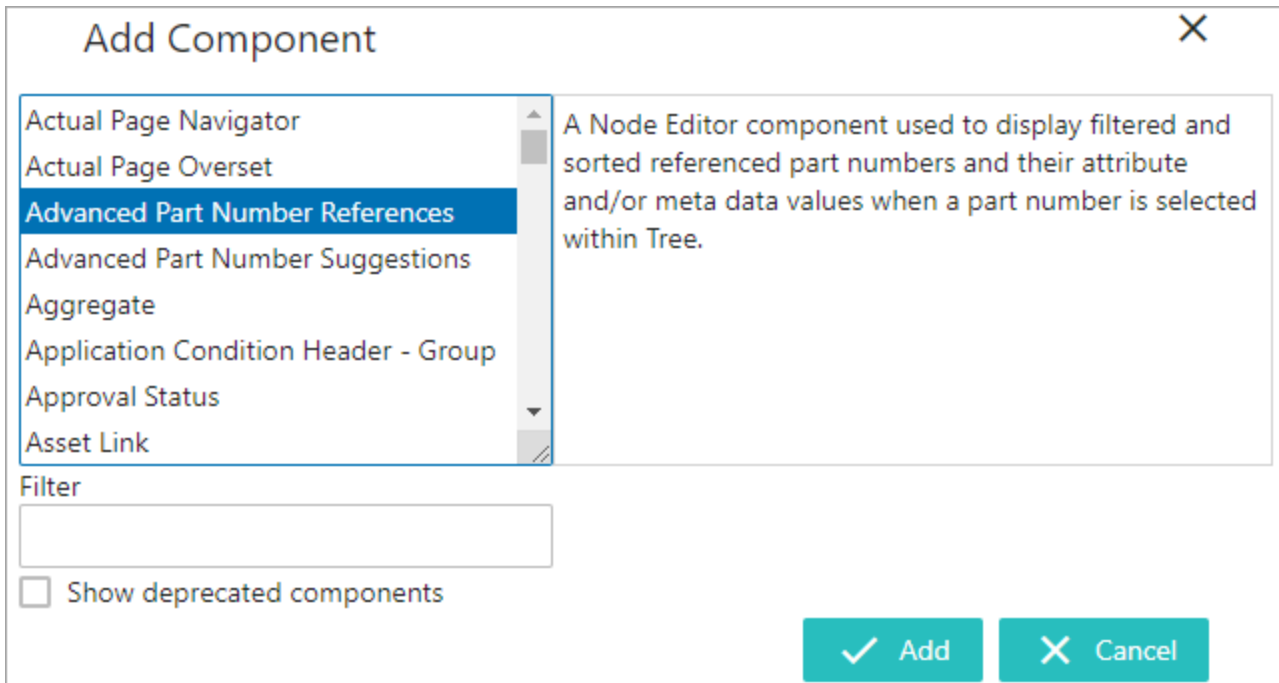 Add Component
Actual Page Navigator
Actual Page Overset
Advanced Part Number References
Advanced Part Number Suggestions
Aggregate
Application Condition Header - Group
Approval Status
Asset Link
A Node Editor component used to display filtered and
sorted referenced part numbers and their attribute
and/or meta data values when a part number is selected
within Tree.
Filter
Show deprecated components
Add
Cancel